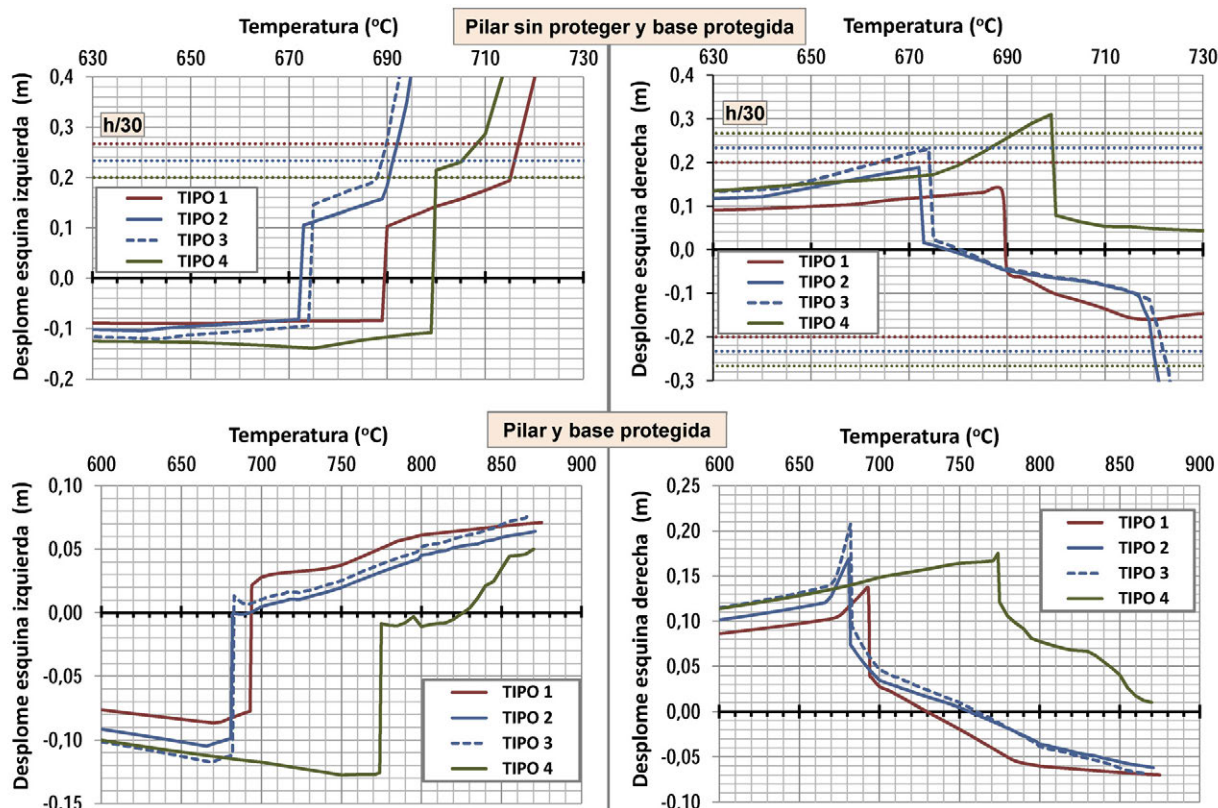 Pilar sin proteger y base protegida
Temperatura (ºC)
630 650 673 690 713 730
Desplome esquina izquierda (m)
0,4
0,3
0,2
0,1
0,0
-0,1
-0,2
h/30
TIPO 1
TIPO 2
TIPO 3
TIPO 4
Temperatura (ºC)
630 650 672 690 710 730
Desplome esquina derecha (m)
0,4
0,3
0,2
0,1
0,0
-0,1
-0,2
-0,3
h/30
TIPO 1
TIPO 2
TIPO 3
TIPO 4
Pilar y base protegida
Temperatura (ºC)
600 650 700 750 800 850 900
Desplome esquina izquierda (m)
0,10
0,05
0,00
-0,05
-0,10
-0,15
TIPO 1
TIPO 2
TIPO 3
TIPO 4
Temperatura (ºC)
600 650 700 750 800 850 900
Desplome esquina derecha (m)
0,25
0,20
0,15
0,10
0,05
0,00
-0,05
-0,10
TIPO 1
TIPO 2
TIPO 3
TIPO 4